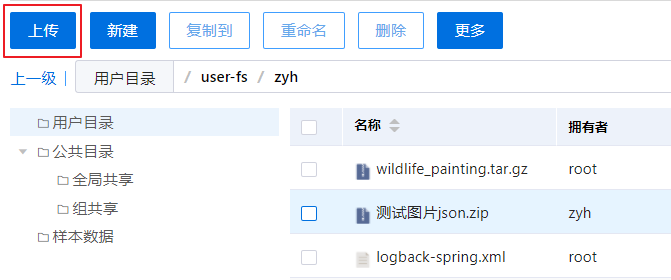 上传 新建 复制到 重命名 删除 更多
上一级 | 用户目录 / user-fs / zyh
用户目录
公共目录
全局共享
组共享
样本数据
名称 拥有者
wildlife_painting.tar.gz root
测试图片json.zip zyh
logback-spring.xml root